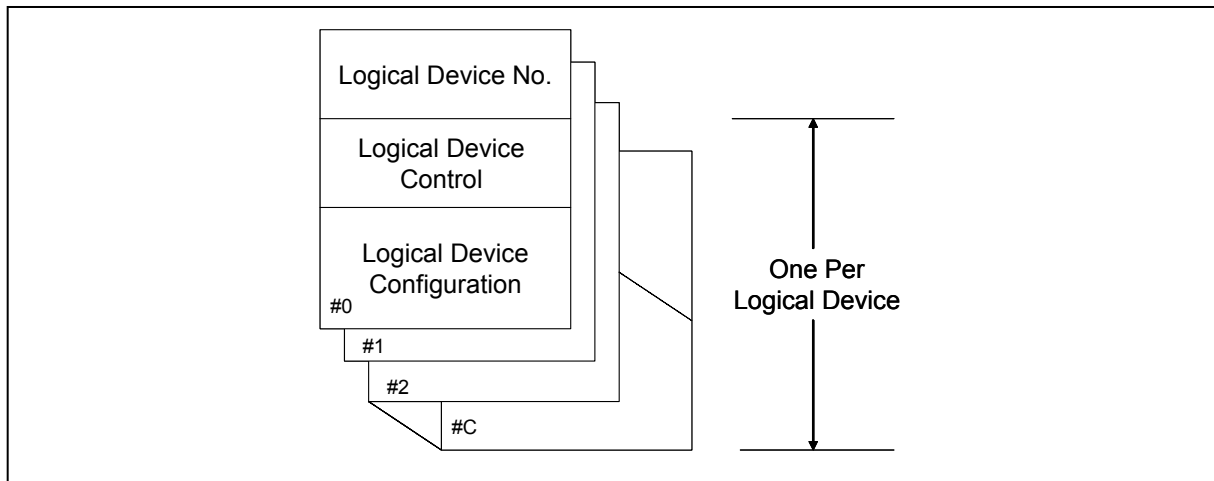 Logical Device No.
Logical Device
Control
Logical Device
Configuration
#0
#1
#2
#C
One Per
Logical Device